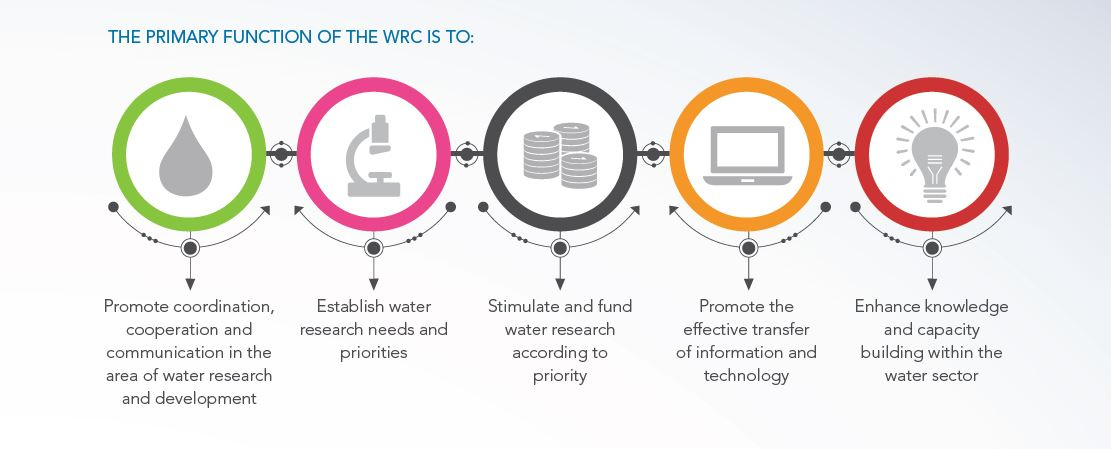 THE PRIMARY FUNCTION OF THE WRC IS TO:
Promote coordination,
cooperation and
communication in the
area of water research
and development
Establish water
research needs and
priorities
Stimulate and fund
water research
according to
priority
Promote the
effective transfer
of information and
technology
Enhance knowledge
and capacity
building within the
water sector